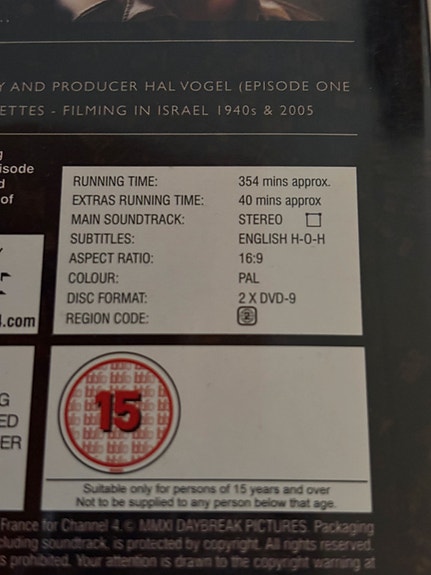 Y AND PRODUCER HAL VOGEL (EPISODE ONE
ETTES - FILMING IN ISRAEL 1940s & 2005
isode
of
RUNNING TIME: 354 mins approx.
EXTRAS RUNNING TIME: 40 mins approx
MAIN SOUNDTRACK: STEREO
SUBTITLES: ENGLISH H-O-H
ASPECT RATIO: 16:9
COLOUR: PAL
DISC FORMAT: 2 X DVD-9
REGION CODE: 2
.com
G
ED
ER
15
Suitable only for persons of 15 years and over
Not to be supplied to any person below that age.
France for Channel 4. © MMXI DAYBREAK PICTURES. Packaging
cluding soundtrack, is protected by copyright. All rights reserved.
s prohibited. Your attention is drawn to the copyright warning at